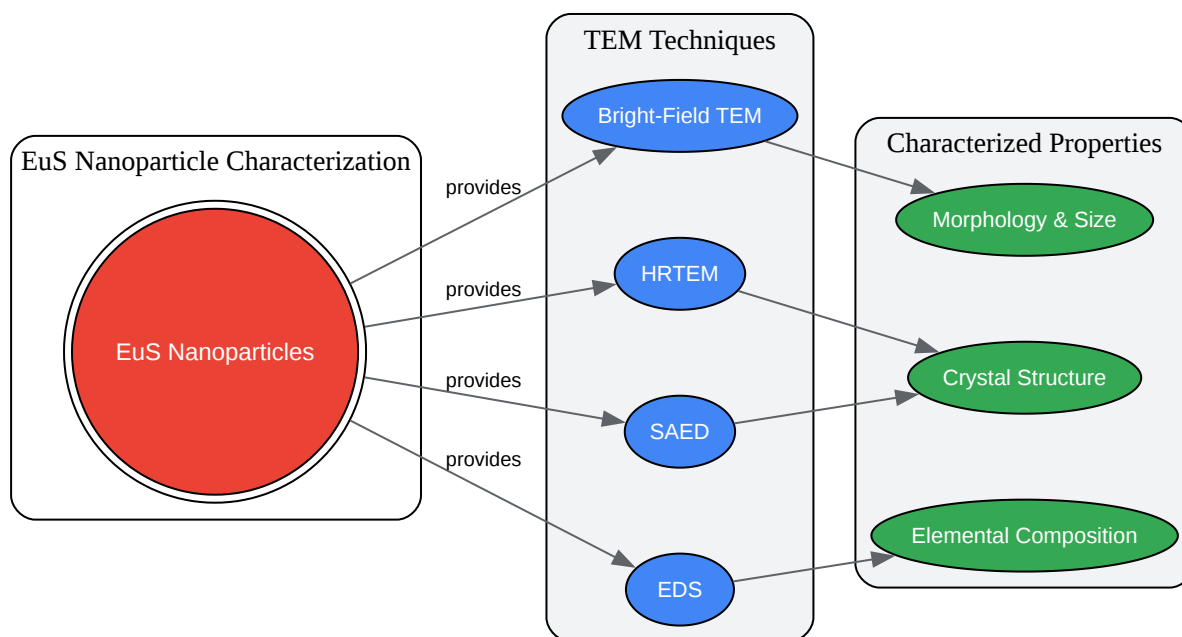 EuS Nanoparticle Characterization
EuS Nanoparticles
provides
provides
provides
provides
TEM Techniques
Bright-Field TEM
HRTEM
SAED
EDS
Characterized Properties
Morphology & Size
Crystal Structure
Elemental Composition